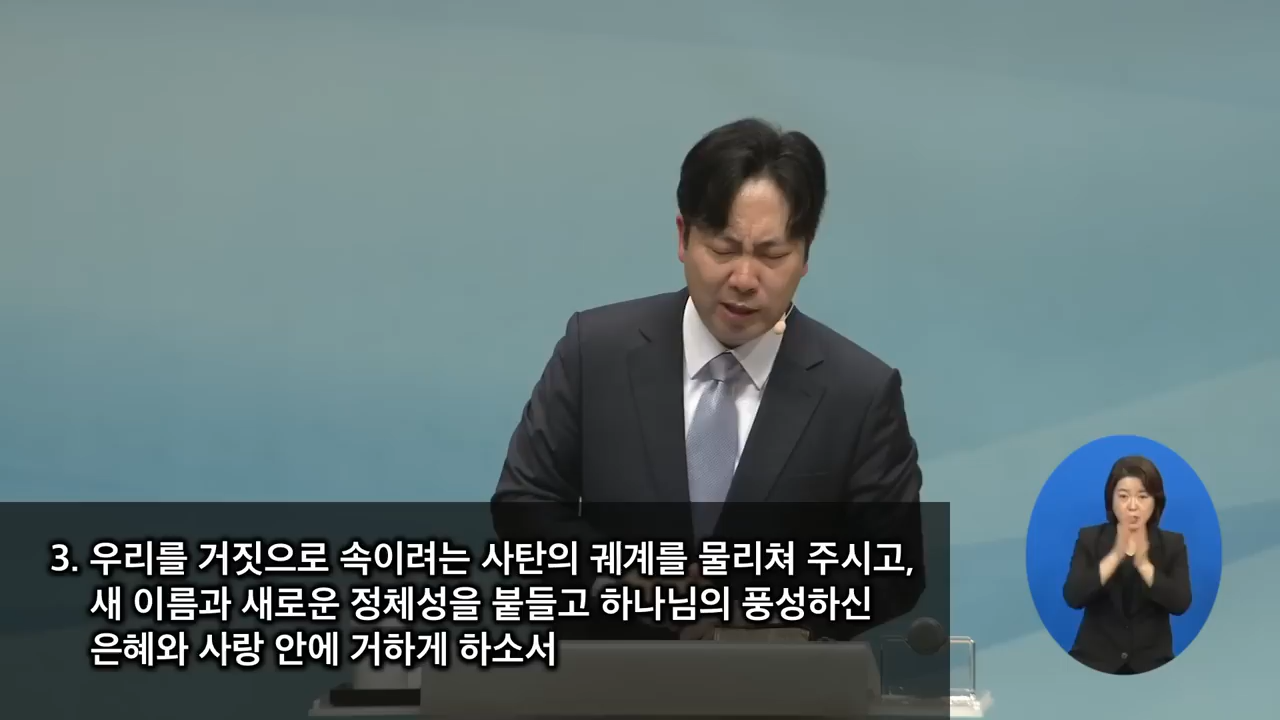 3. 우리를 거짓으로 속이려는 사탄의 궤계를 물리쳐 주시고,
새 이름과 새로운 정체성을 붙들고 하나님의 풍성하신
은혜와 사랑 안에 거하게 하소서